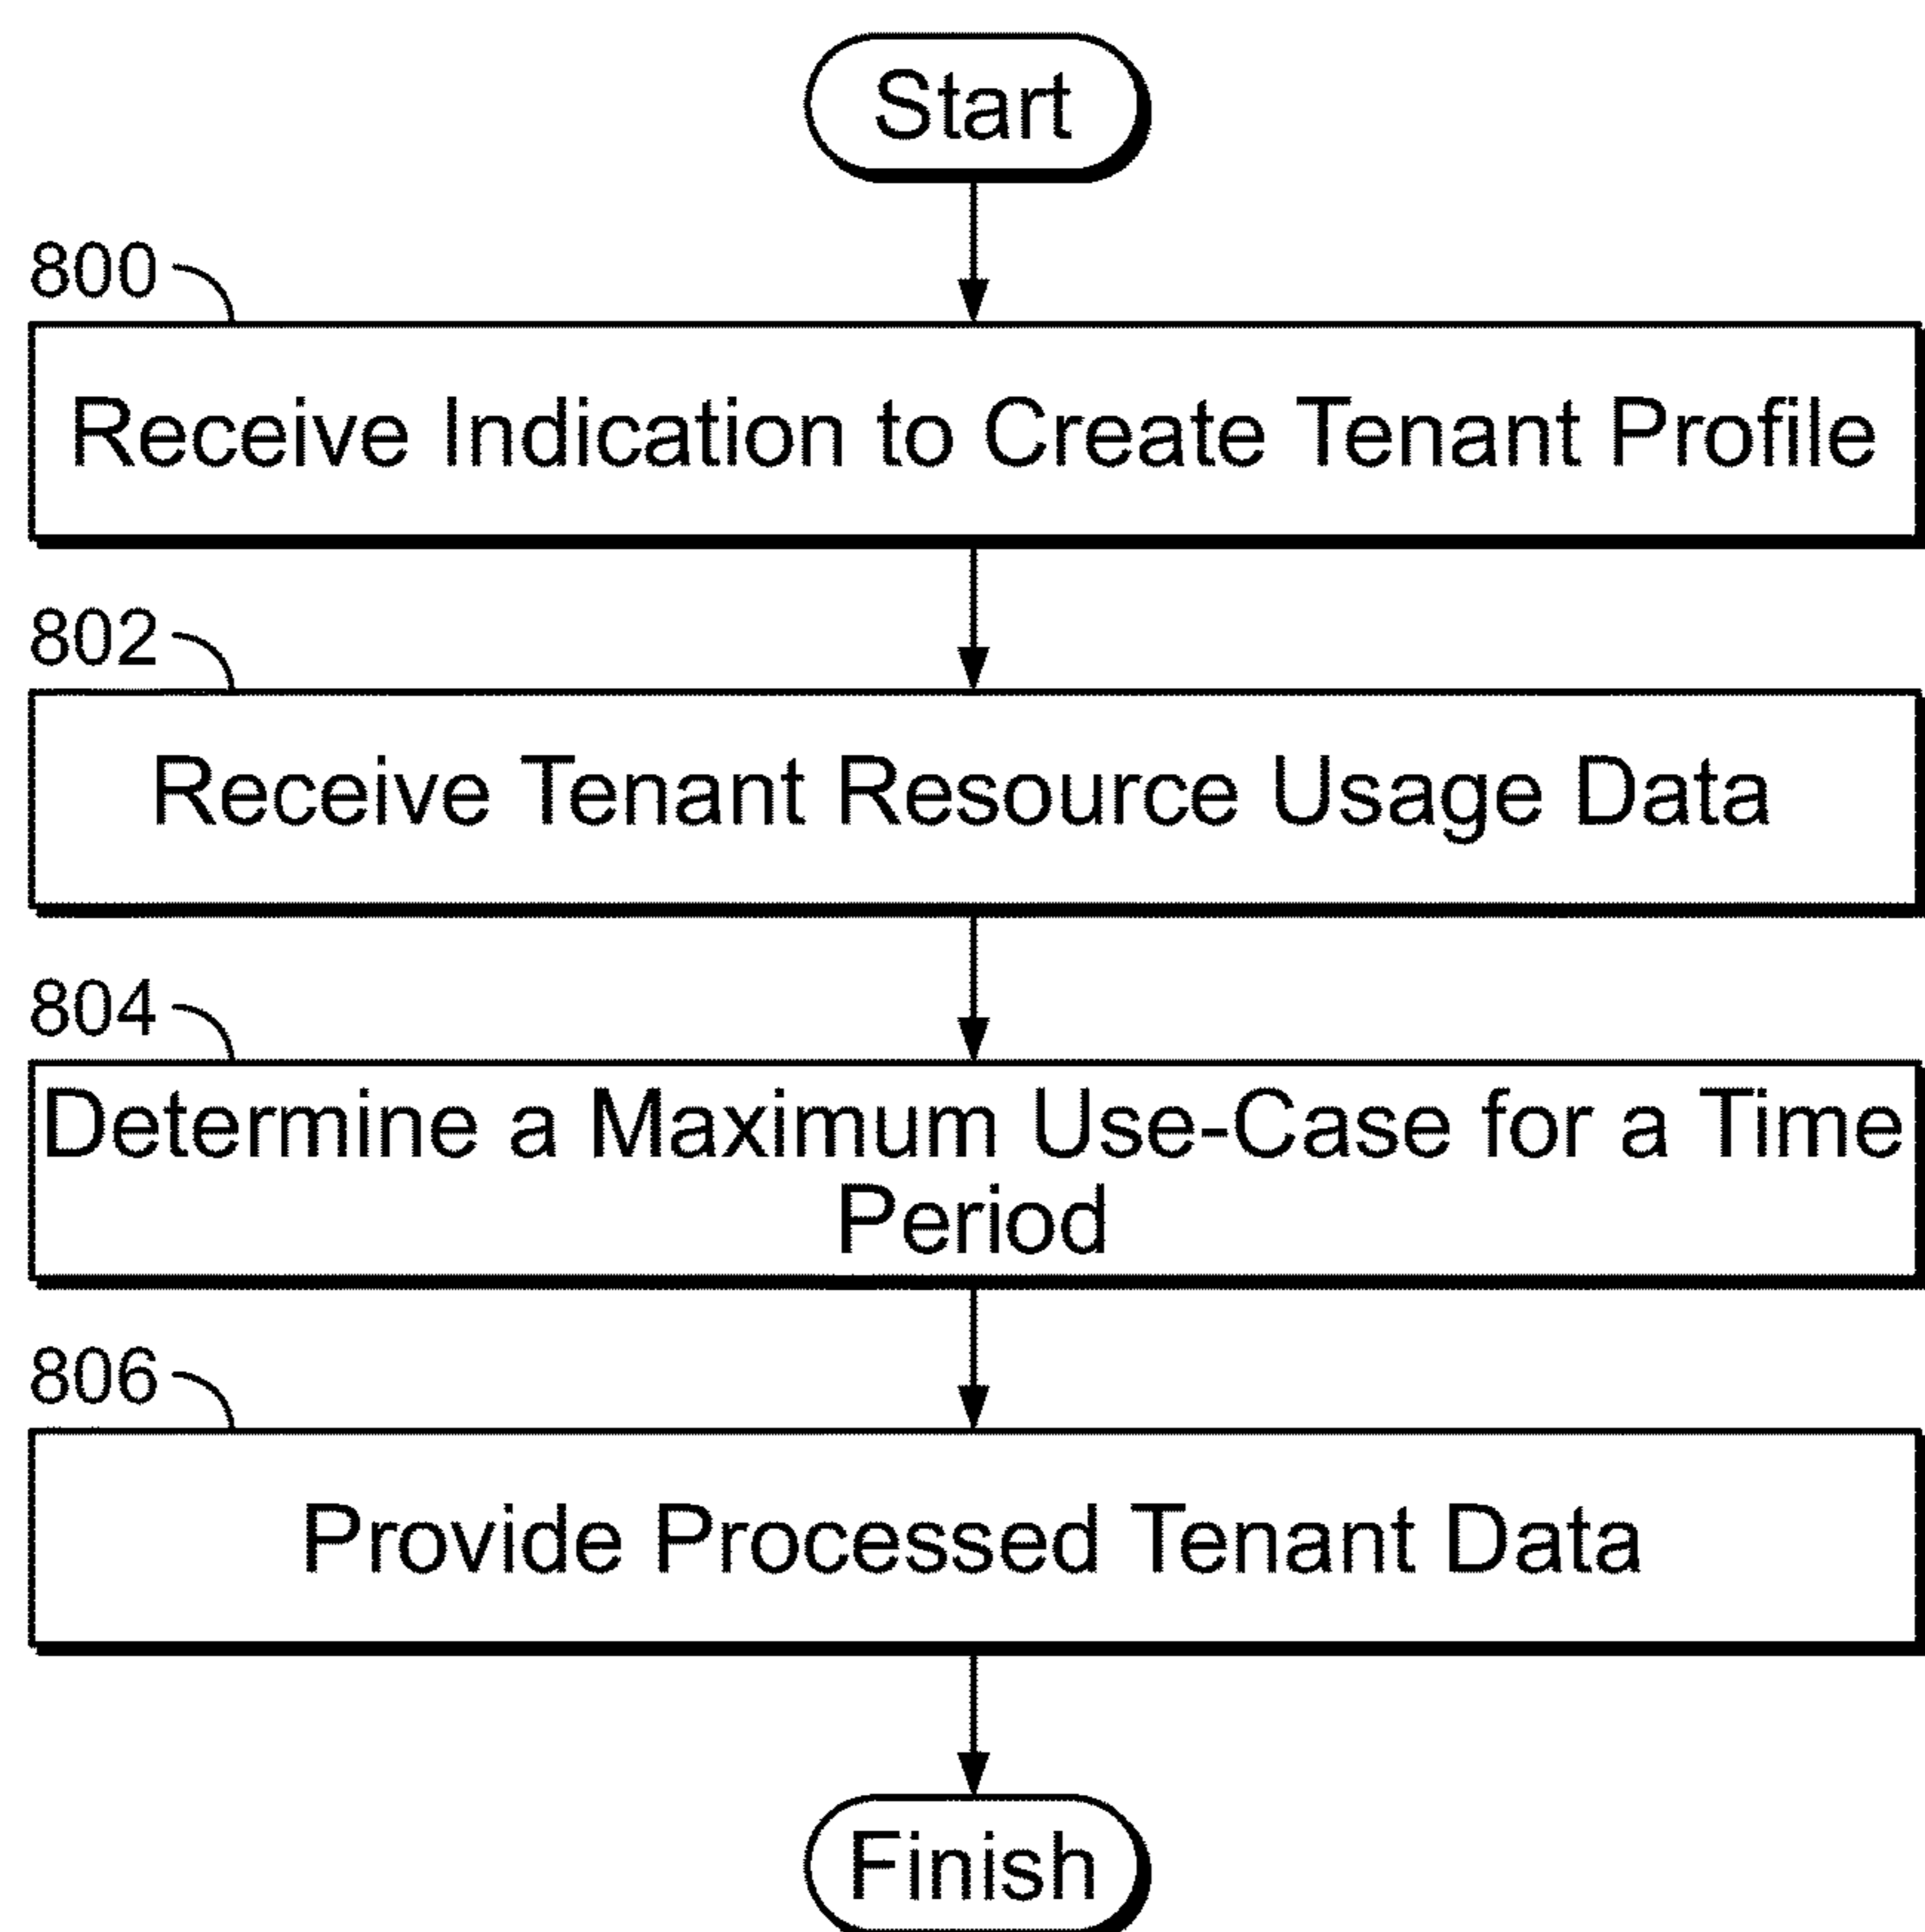 Start
800
Receive Indication to Create Tenant Profile
802
Receive Tenant Resource Usage Data
804
Determine a Maximum Use-Case for a Time
Period
806
Provide Processed Tenant Data
Finish